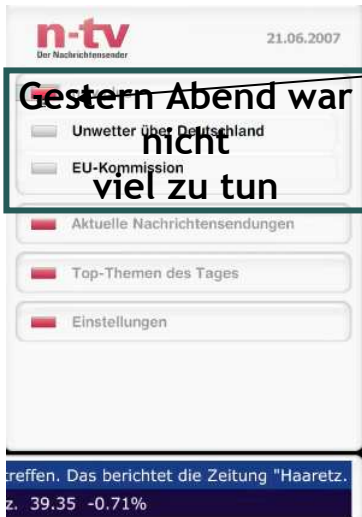 n-tv
Der Nachrichtensender
21.06.2007
Gestern Abend war
Unwetter über Deutschland
nicht
EU-Kommission
viel zu tun
Aktuelle Nachrichtensendungen
Top-Themen des Tages
Einstellungen
treffen. Das berichtet die Zeitung "Haaretz.
z. 39.35 -0.71%